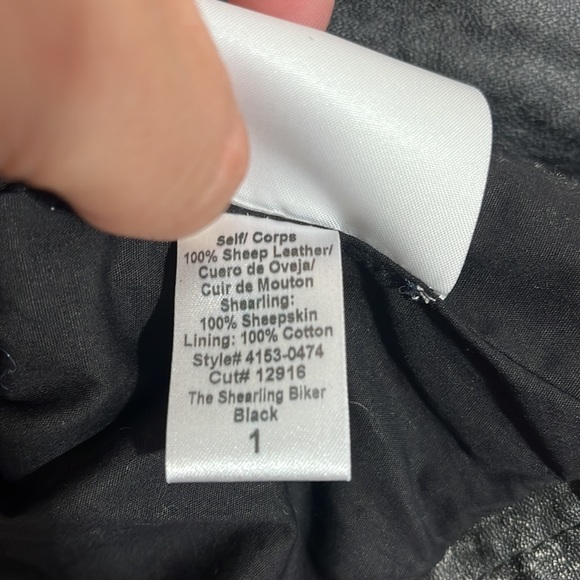 Self/ Corps
100% Sheep Leather/
Cuero de Oveja/
Cuir de Mouton
Shearling:
100% Sheepskin
Lining: 100% Cotton
Style# 4153-0474
Cut# 12916
The Shearling Biker
Black
1